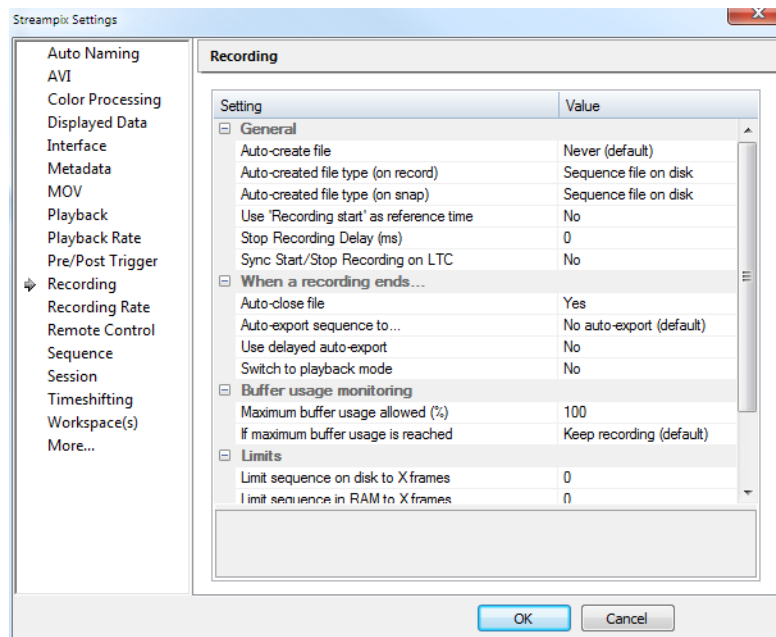 Streampix Settings
Auto Naming
AVI
Color Processing
Displayed Data
Interface
Metadata
MOV
Playback
Playback Rate
Pre/Post Trigger
Recording
Recording Rate
Remote Control
Sequence
Session
Timeshifting
Workspace(s)
More...
Recording
Setting Value
General
Auto-create file Never (default)
Auto-created file type (on record) Sequence file on disk
Auto-created file type (on snap) Sequence file on disk
Use 'Recording start' as reference time No
Stop Recording Delay (ms) 0
Sync Start/Stop Recording on LTC No
When a recording ends...
Auto-close file Yes
Auto-export sequence to... No auto-export (default)
Use delayed auto-export No
Switch to playback mode No
Buffer usage monitoring
Maximum buffer usage allowed (%) 100
If maximum buffer usage is reached Keep recording (default)
Limits
Limit sequence on disk to X frames 0
Limit sequence in RAM to X frames 0
OK Cancel